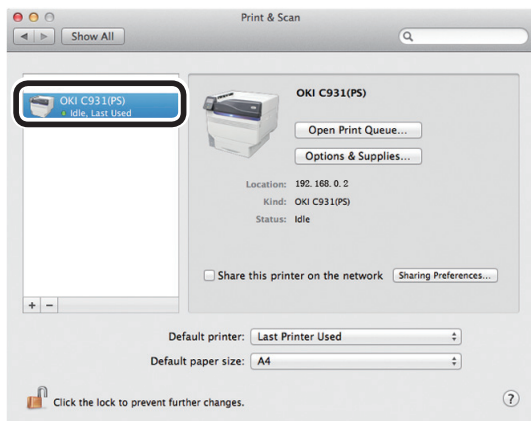 Print & Scan
Show All
OKI C931(PS)
Idle, Last Used
OKI C931(PS)
Open Print Queue...
Options & Supplies...
Location: 192. 168. 0. 2
Kind: OKI C931(PS)
Status: Idle
Share this printer on the network Sharing Preferences...
+ −
Default printer: Last Printer Used
Default paper size: A4
Click the lock to prevent further changes.
?